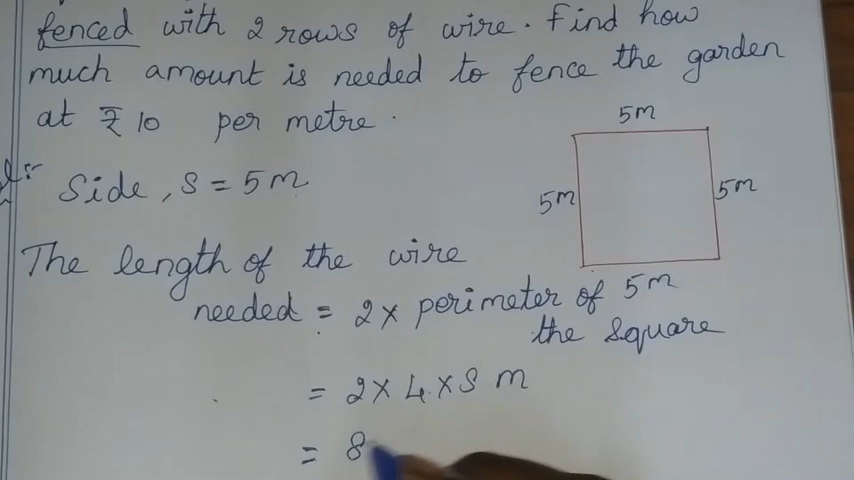 fenced with 2 rows of wire. Find how
much amount is needed to fence the garden
at ₹10 per metre.
5m
Side, S = 5m
5m
5m
5m
The length of the wire
needed = 2× perimeter of
the square
= 2×4×S m
= 8